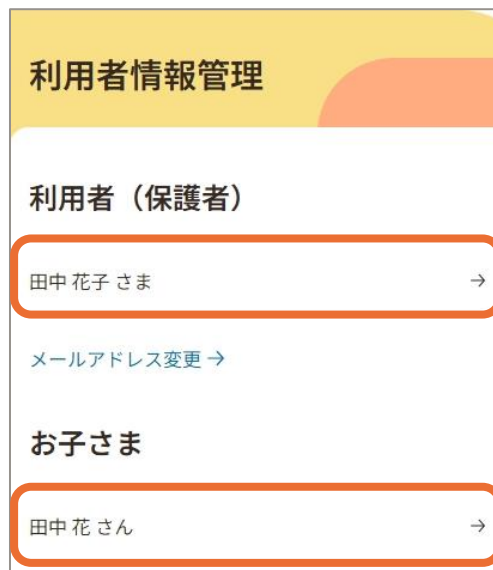 利用者情報管理
利用者（保護者）
田中 花子 さま →
メールアドレス変更 →
お子さま
田中 花 さん →